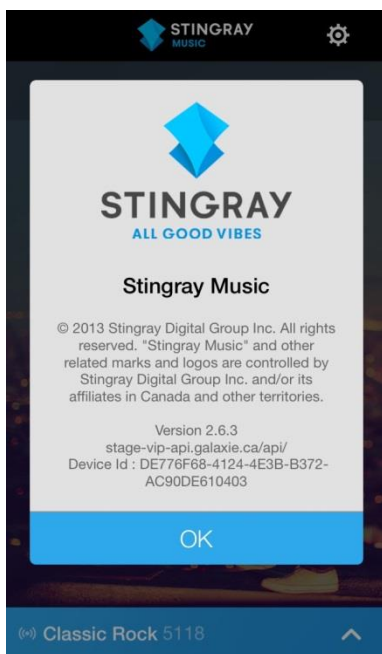 STINGRAY
MUSIC
STINGRAY
ALL GOOD VIBES
Stingray Music
© 2013 Stingray Digital Group Inc. All rights
reserved. "Stingray Music" and other
related marks and logos are controlled by
Stingray Digital Group Inc. and/or its
affiliates in Canada and other territories.
Version 2.6.3
stage-vip-api.galaxie.ca/api/
Device Id : DE776F68-4124-4E3B-B372-
AC90DE610403
OK
Classic Rock 5118